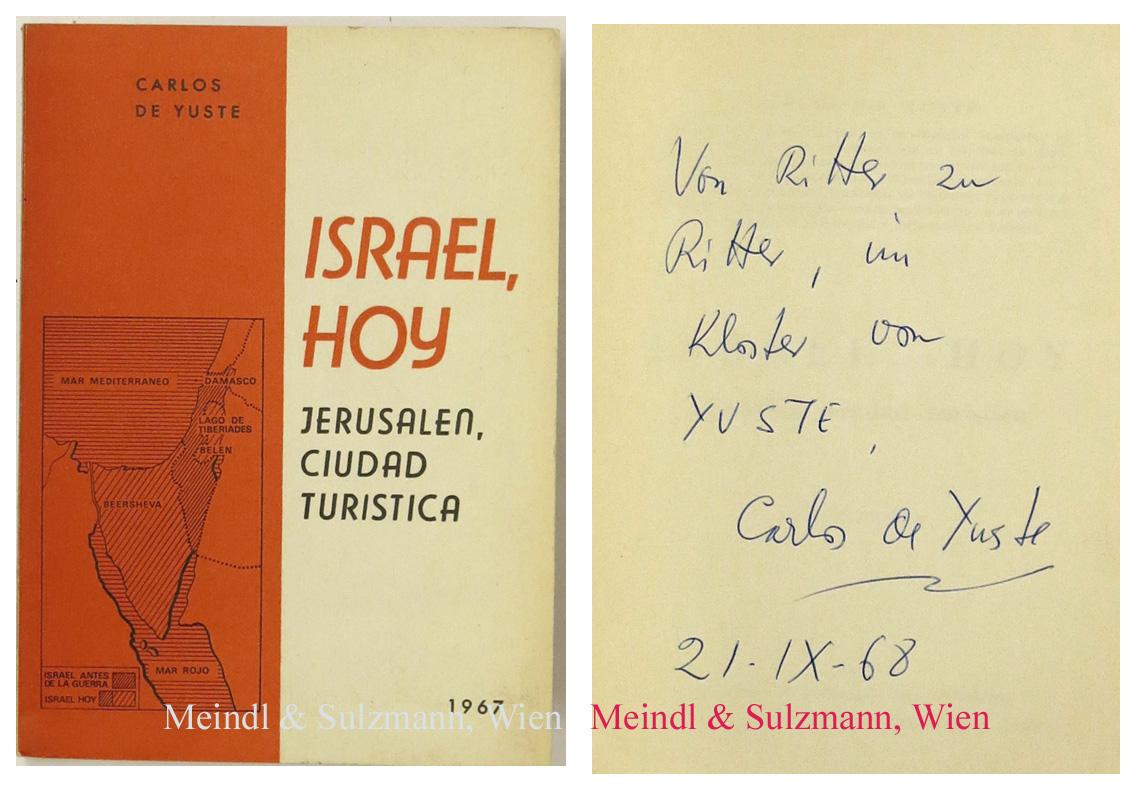 CARLOS
DE YUSTE
ISRAEL,
HOY
JERUSALEN,
CIUDAD
TURISTICA
MAR MEDITERRANEO
DAMASCO
LAGO DE
TIBERIADES
BELEN
BEERSHEVA
MAR ROJO
ISRAEL ANTES
DE LA GUERRA
ISRAEL HOY
1967
Meindl & Sulzmann, Wien
Von Ritter zu
Ritter, im
Kloster von
YUSTE,
Carlos de Yuste
21-IX-68
Meindl & Sulzmann, Wien